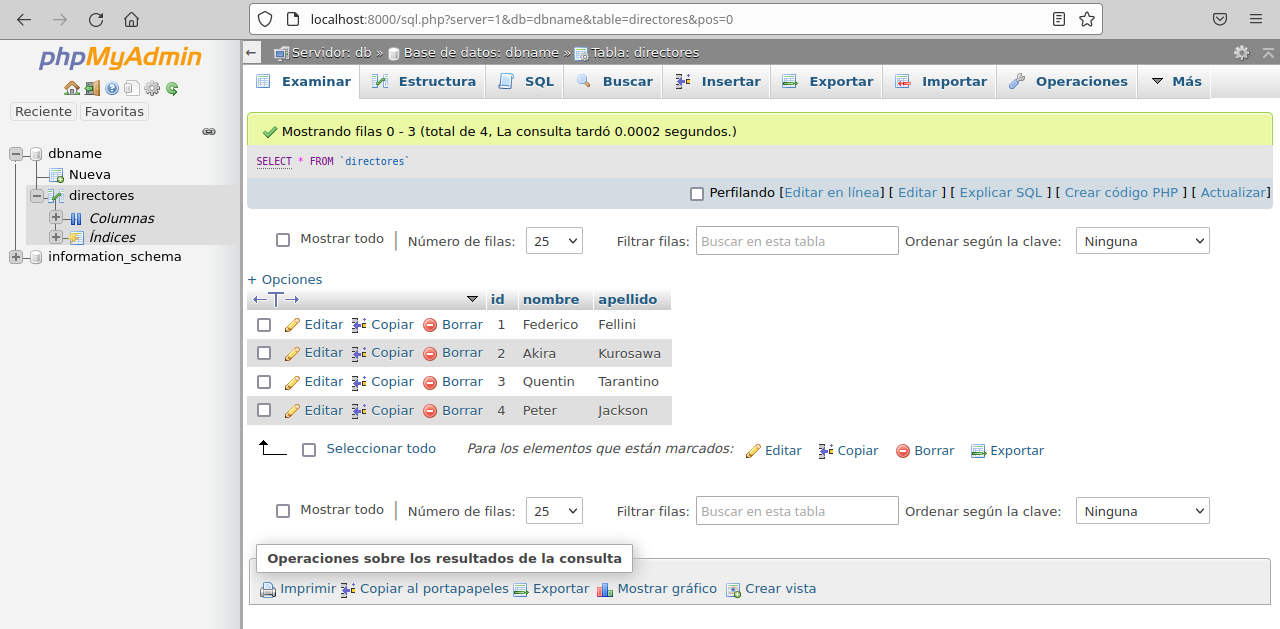 localhost:8000/sql.php?server=1&db=dbname&table=directores&pos=0
phpMyAdmin
Reciente Favoritas
dbname
Nueva
directores
Columnas
Índices
information_schema
Servidor: db » Base de datos: dbname » Tabla: directores
Examinar Estructura SQL Buscar Insertar Exportar Importar Operaciones Más
Mostrando filas 0 - 3 (total de 4, La consulta tardó 0.0002 segundos.)
SELECT * FROM `directores`
Perfilando [Editar en línea] [ Editar ] [ Explicar SQL ] [ Crear código PHP ] [ Actualizar]
Mostrar todo | Número de filas: 25 Filtrar filas: Buscar en esta tabla Ordenar según la clave: Ninguna
+ Opciones
←T→ id nombre apellido
Editar Copiar Borrar 1 Federico Fellini
Editar Copiar Borrar 2 Akira Kurosawa
Editar Copiar Borrar 3 Quentin Tarantino
Editar Copiar Borrar 4 Peter Jackson
Seleccionar todo Para los elementos que están marcados: Editar Copiar Borrar Exportar
Mostrar todo | Número de filas: 25 Filtrar filas: Buscar en esta tabla Ordenar según la clave: Ninguna
Operaciones sobre los resultados de la consulta
Imprimir Copiar al portapapeles Exportar Mostrar gráfico Crear vista